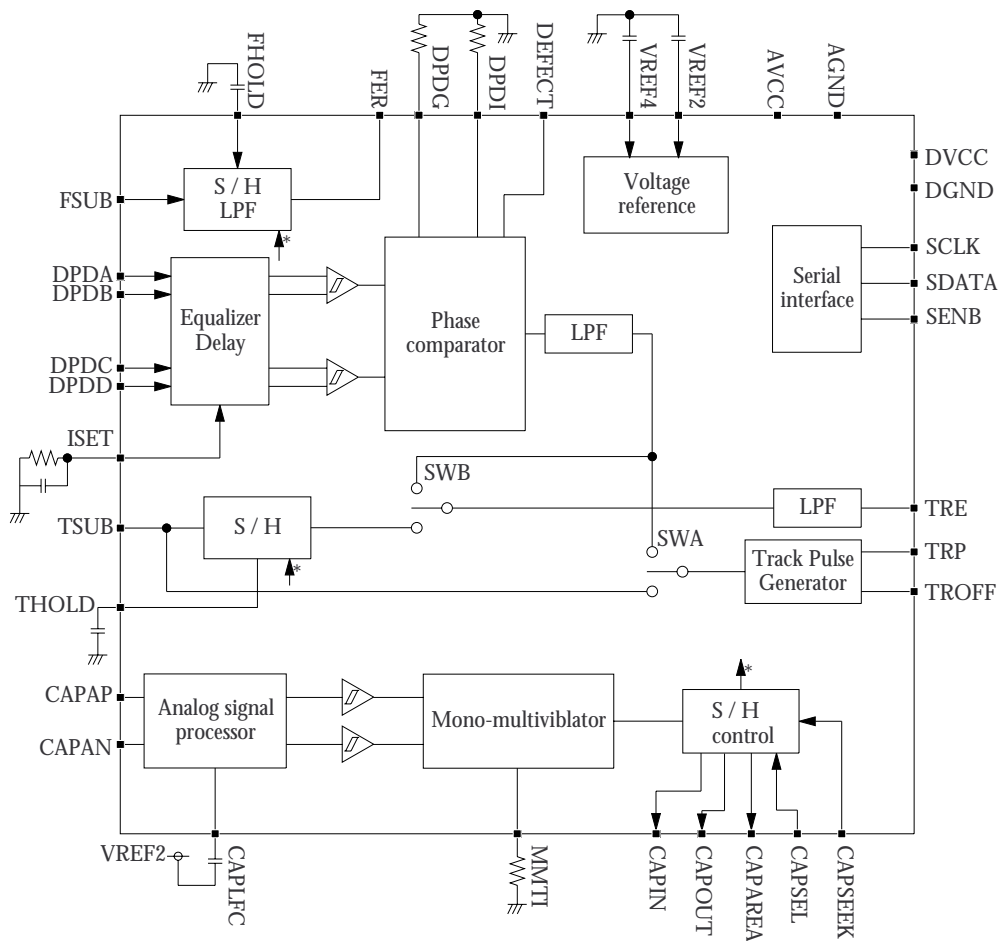 FHOLD
FER
DPDG
DPDI
DEFECT
VREF4
VREF2
AVCC
AGND
DVCC
DGND
FSUB
S / H
LPF
*
Voltage
reference
SCLK
SDATA
SENB
Serial
interface
DPDA
DPDB
DPDC
DPDD
Equalizer
Delay
Phase
comparator
LPF
ISET
SWB
TSUB
S / H
*
LPF
TRE
SWA
Track Pulse
Generator
TRP
TROFF
THOLD
CAPAP
CAPAN
Analog signal
processor
Mono-multiviblator
*
S / H
control
VREF2
CAPLFC
MMTI
CAPIN
CAPOUT
CAPAREA
CAPSEL
CAPSEEK